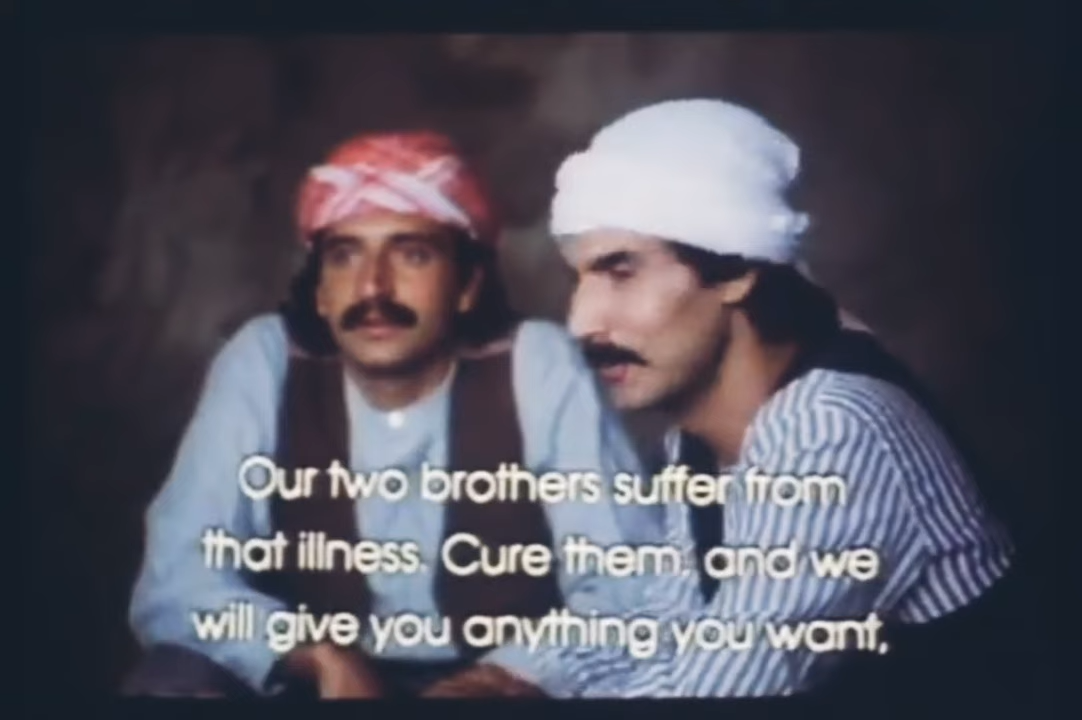 Our two brothers suffer from
that illness. Cure them, and we
will give you anything you want,